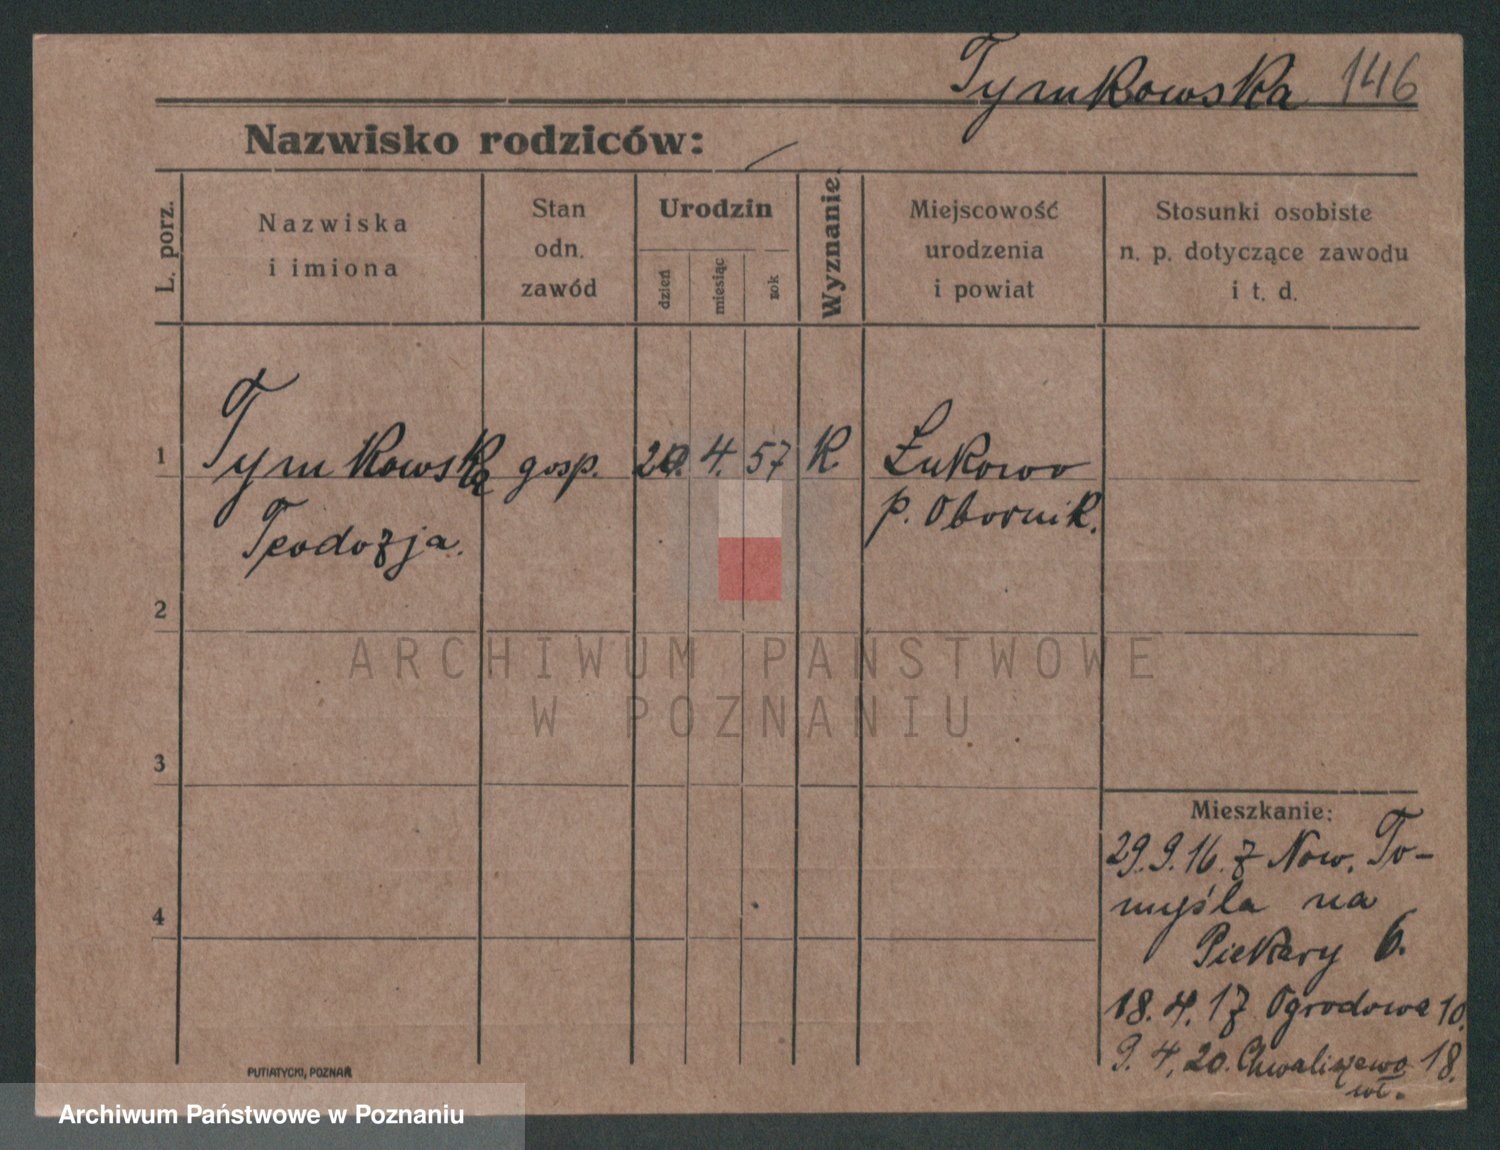 Tymkowska 146
Nazwisko rodziców:
L. porz.
Nazwiska
i imiona
Stan
odn.
zawód
Urodzin
dzień
miesiąc
rok
Wyznanie
Miejscowość
urodzenia
i powiat
Stosunki osobiste
n. p. dotyczące zawodu
i t. d.
1 Tymkowska gosp. 20. 4. 57 k. Łukowo
Teodozja. p. Obornik.
2
ARCHIWUM PAŃSTWOWE
W POZNANIU
3
Mieszkanie:
29.9.16. z Now. To-
myśla na
Piekary 6.
4
18.4.17 Ogrodowa 10.
9.4.20. Chwaliszewo 18.
wł.
PUTIATYCKI, POZNAŃ
Archiwum Państwowe w Poznaniu